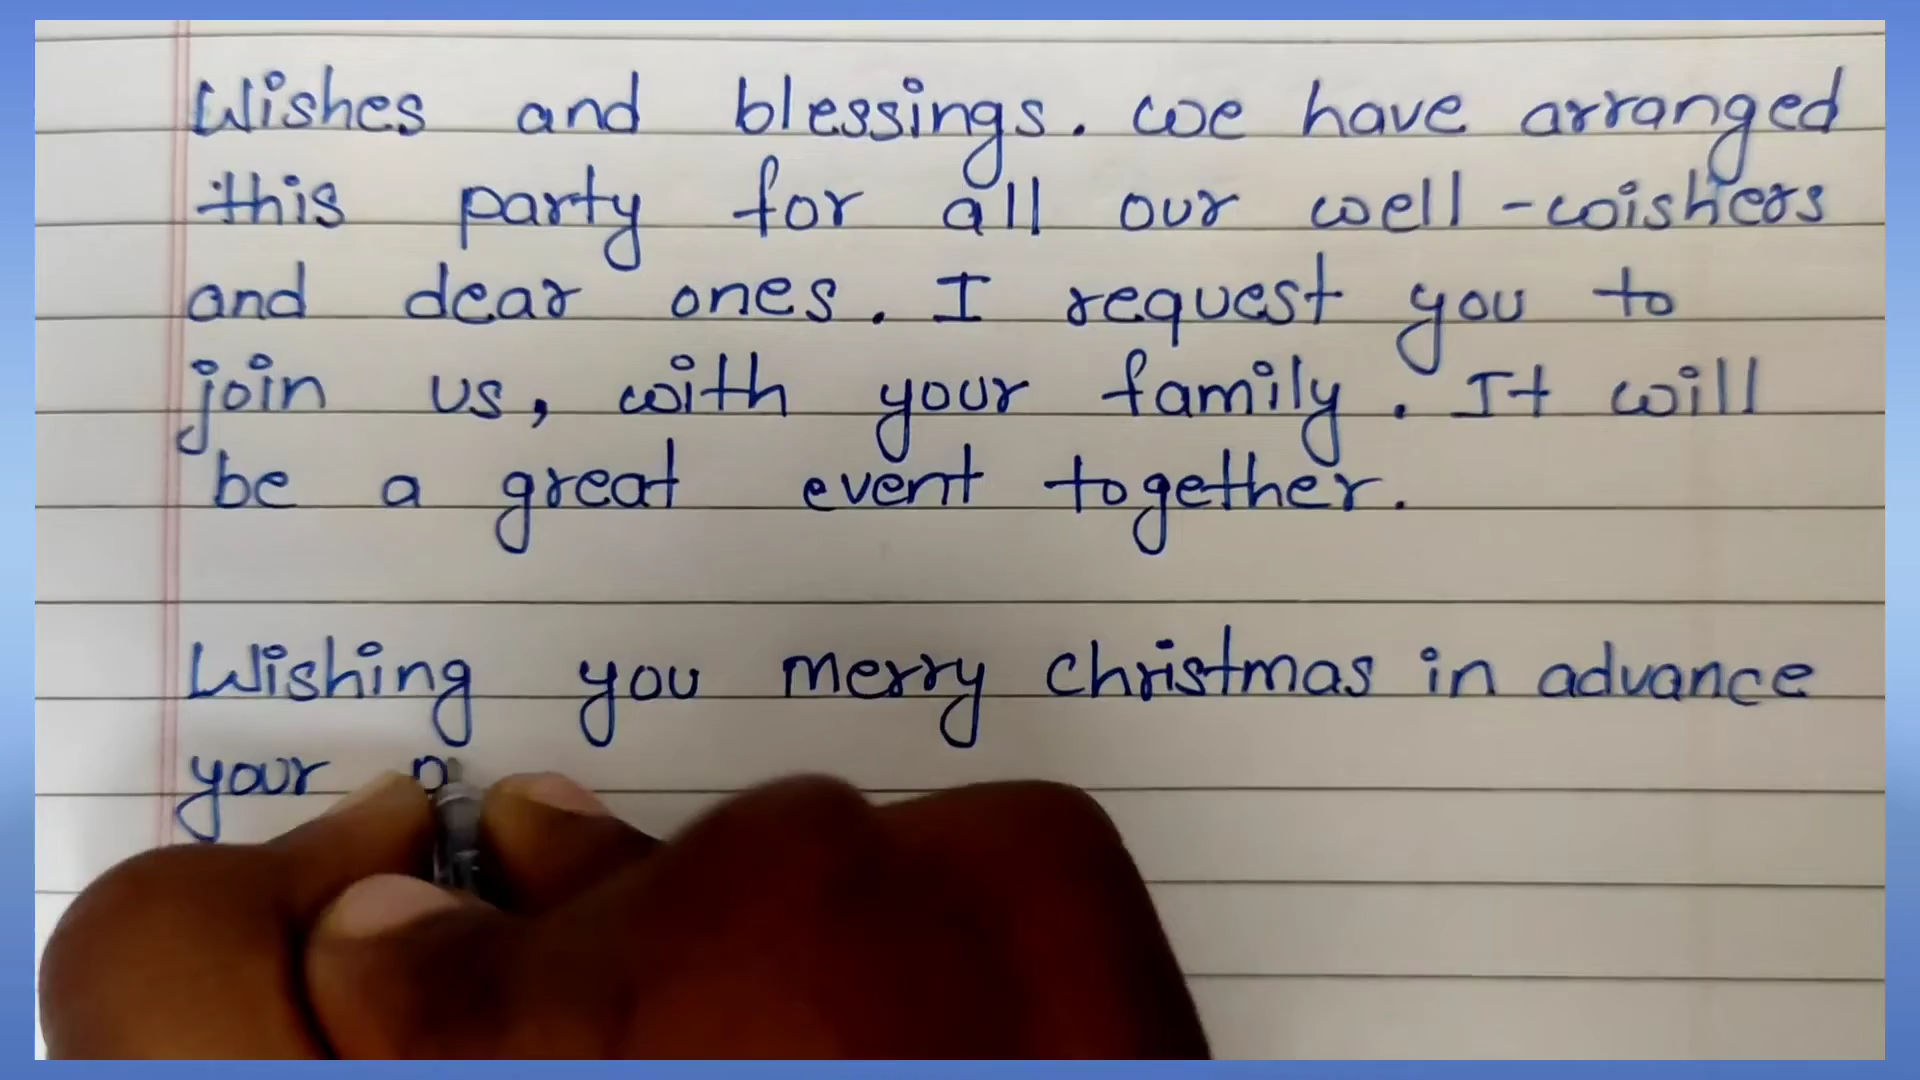 Wishes and blessings. we have arranged
this party for all our well-wishers
and dear ones. I request you to
join us, with your family. It will
be a great event together.
Wishing you merry christmas in advance
your